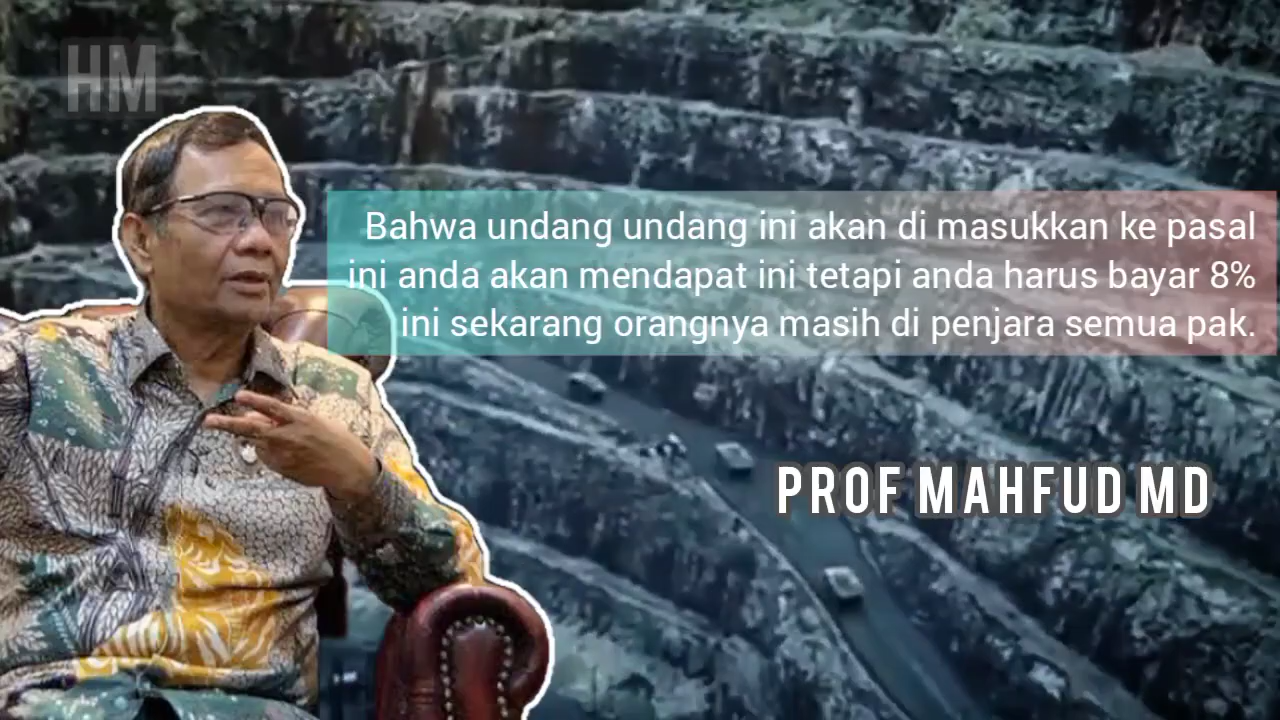 HM
Bahwa undang undang ini akan di masukkan ke pasal
ini anda akan mendapat ini tetapi anda harus bayar 8%
ini sekarang orangnya masih di penjara semua pak.
PROF MAHFUD MD